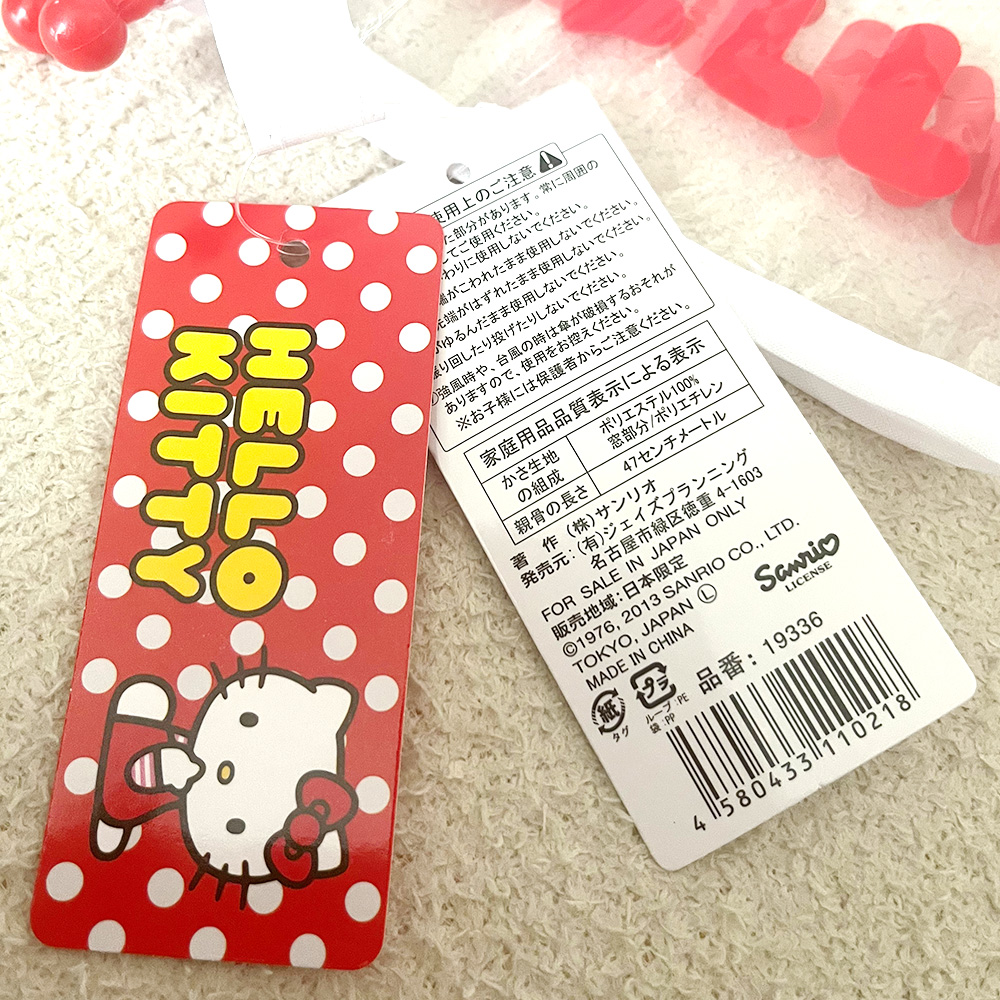 HELLO
KITTY
使用上のご注意
た部分があります。常に周囲の
てご使用ください。
わりに使用しないでください。
端がこわれたまま使用しないでください。
元端がはずれたまま使用しないでください。
がゆるんだまま使用しないでください。
振り回したり投げたりしないでください。
強風時や、台風の時は傘が破損するおそれが
ありますので、使用をお控えください。
※お子様には保護者からご注意ください。
家庭用品品質表示による表示
かさ生地の組成
ポリエステル100%
窓部分/ポリエチレン
親骨の長さ
47センチメートル
著 作 (株)サンリオ
発売元:(有)ジェイズプランニング
名古屋市緑区徳重 4-1603
FOR SALE IN JAPAN ONLY
販売地域:日本限定
©1976, 2013 SANRIO CO., LTD.
TOKYO, JAPAN Ⓛ
MADE IN CHINA
Sanrio
LICENSE
紙
タグ
プラ
ループ:PE
袋:PP
品番: 19336
4 580433 110218